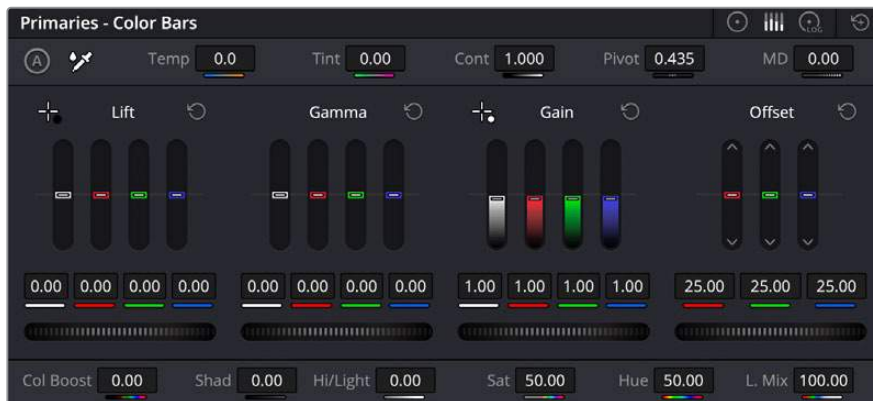 Primaries - Color Bars
LOG
A Temp 0.0 Tint 0.00 Cont 1.000 Pivot 0.435 MD 0.00
Lift Gamma Gain Offset
0.00 0.00 0.00 0.00 0.00 0.00 0.00 0.00 1.00 1.00 1.00 1.00 25.00 25.00 25.00
Col Boost 0.00 Shad 0.00 Hi/Light 0.00 Sat 50.00 Hue 50.00 L. Mix 100.00